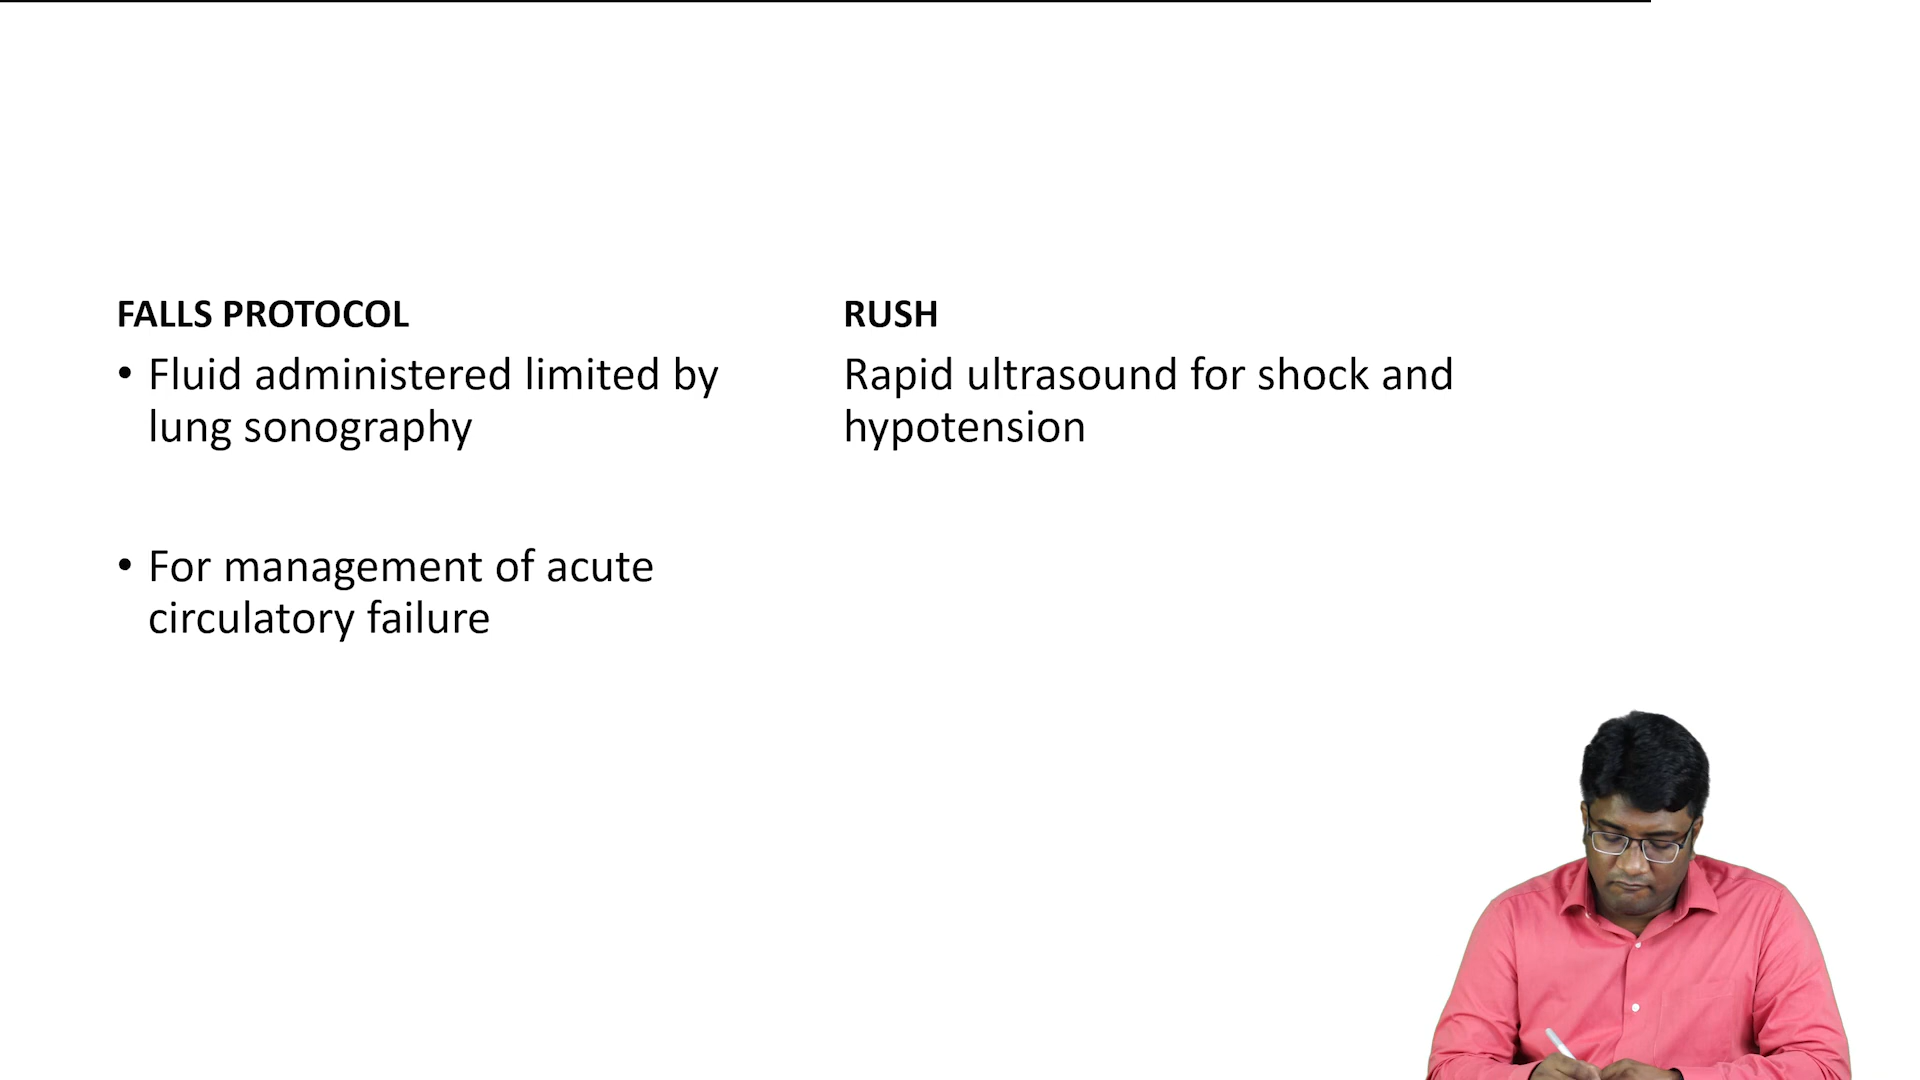 FALLS PROTOCOL
• Fluid administered limited by
lung sonography
• For management of acute
circulatory failure
RUSH
Rapid ultrasound for shock and
hypotension